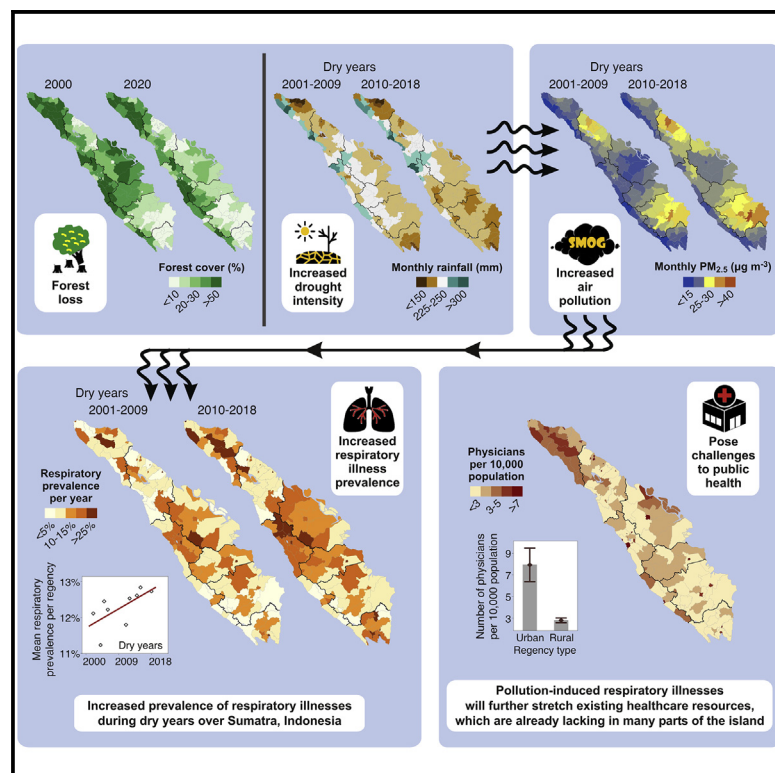 Dry years
2000
2020
2001-2009
2010-2018
Forest
loss
Forest cover (%)
<10
20-30
>50
Increased
drought
intensity
Monthly rainfall (mm)
<150
225-250
>300
Dry years
2001-2009
2010-2018
SMOG
Increased
air
pollution
Monthly PM2.5 (µg m-3)
<15
25-30
>40
Dry years
2001-2009
2010-2018
Increased
respiratory
illness
prevalence
Respiratory
prevalence
per year
<5%
10-15%
>25%
Mean respiratory
prevalence per regency
13%
12%
11%
Dry years
2000
2009
2018
Increased prevalence of respiratory illnesses
during dry years over Sumatra, Indonesia
Pose
challenges
to public
health
Physicians
per 10,000
population
<3
3-5
>7
Number of physicians
per 10,000 population
9
7
5
3
Urban Rural
Regency type
Pollution-induced respiratory illnesses
will further stretch existing healthcare resources,
which are already lacking in many parts of the island